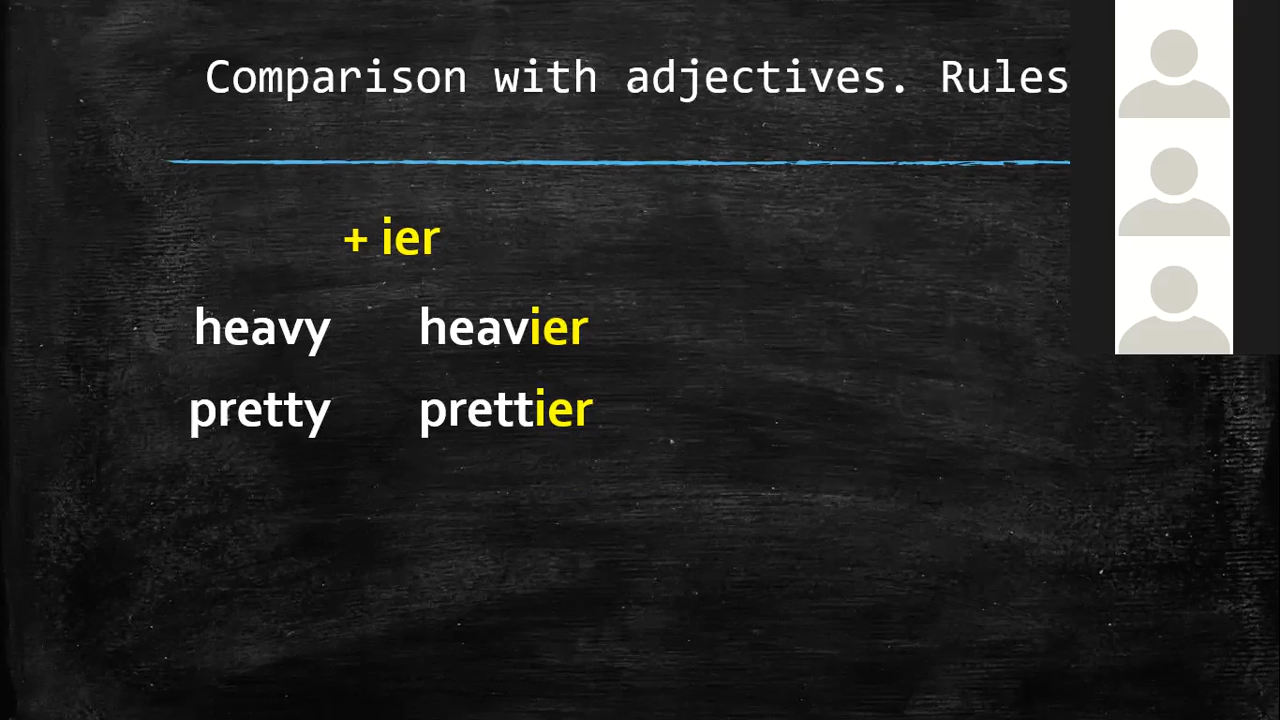 Comparison with adjectives. Rules
+ ier
heavy heavier
pretty prettier